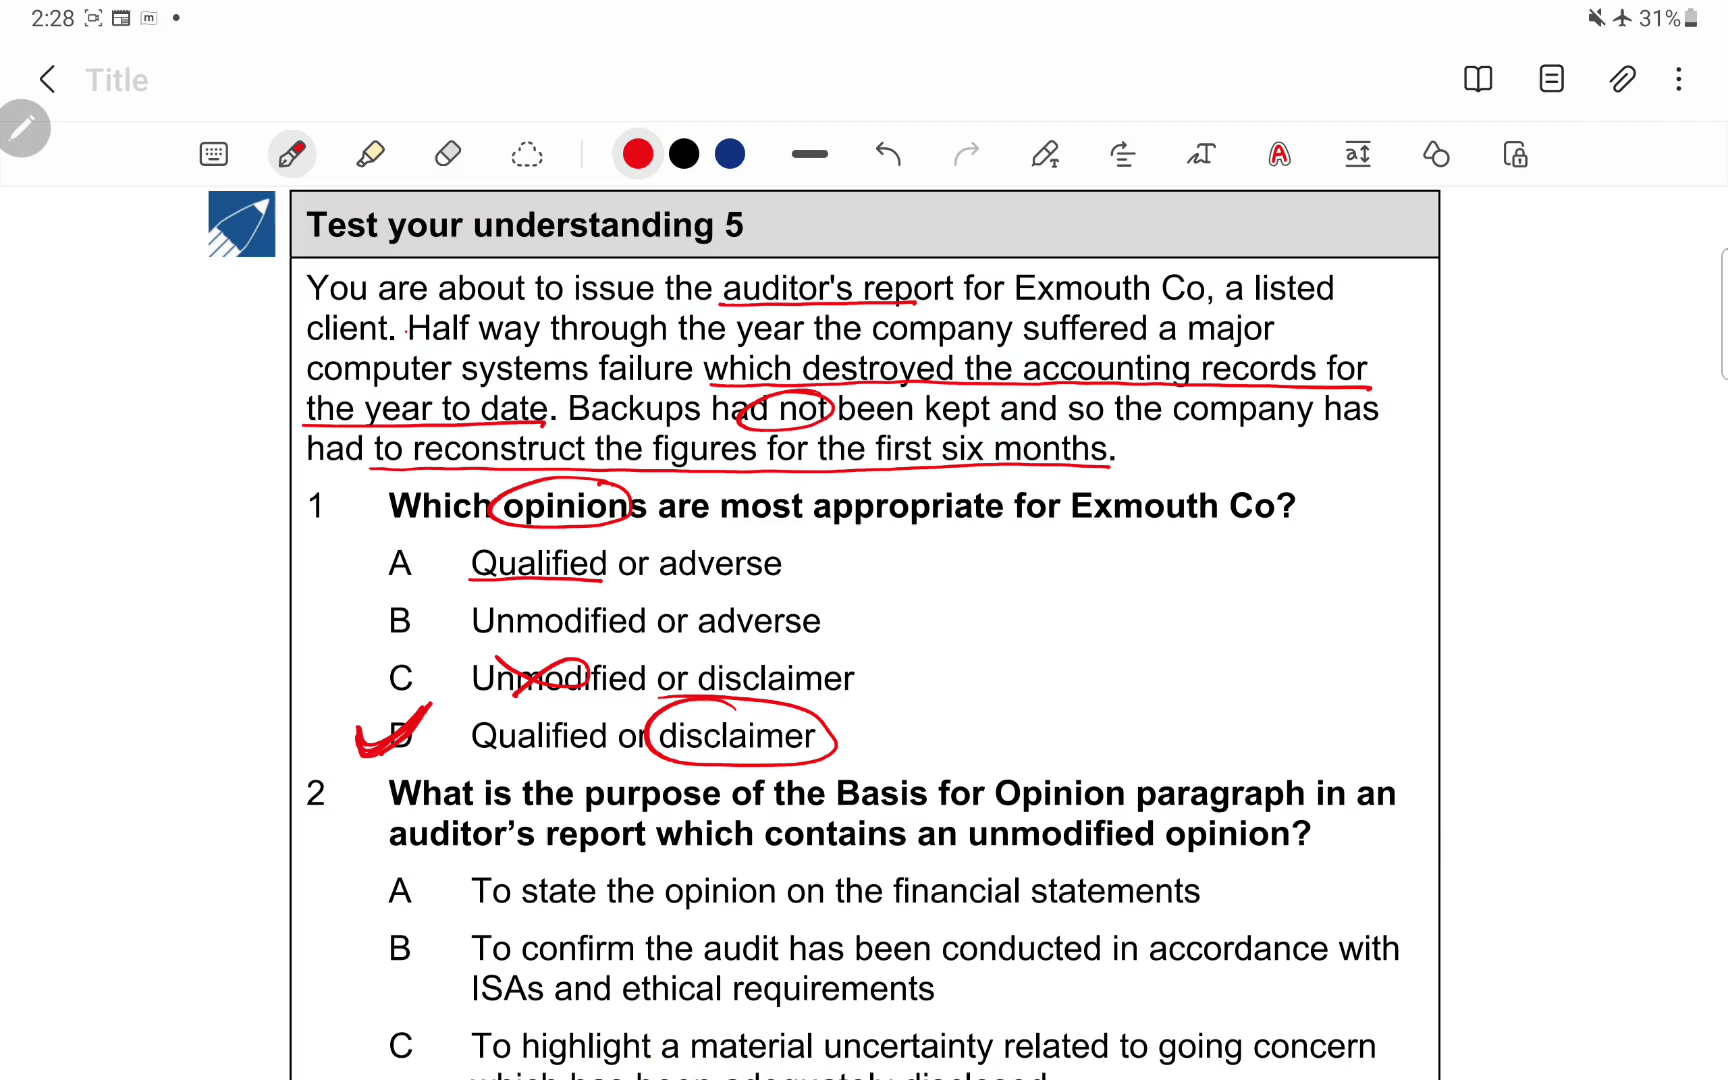 2:28
31%
Title
Test your understanding 5
You are about to issue the auditor's report for Exmouth Co, a listed
client. Half way through the year the company suffered a major
computer systems failure which destroyed the accounting records for
the year to date. Backups had not been kept and so the company has
had to reconstruct the figures for the first six months.
1 Which opinions are most appropriate for Exmouth Co?
A Qualified or adverse
B Unmodified or adverse
C Unmodified or disclaimer
D Qualified or disclaimer
2 What is the purpose of the Basis for Opinion paragraph in an
auditor’s report which contains an unmodified opinion?
A To state the opinion on the financial statements
B To confirm the audit has been conducted in accordance with
ISAs and ethical requirements
C To highlight a material uncertainty related to going concern
which has been adequately disclosed